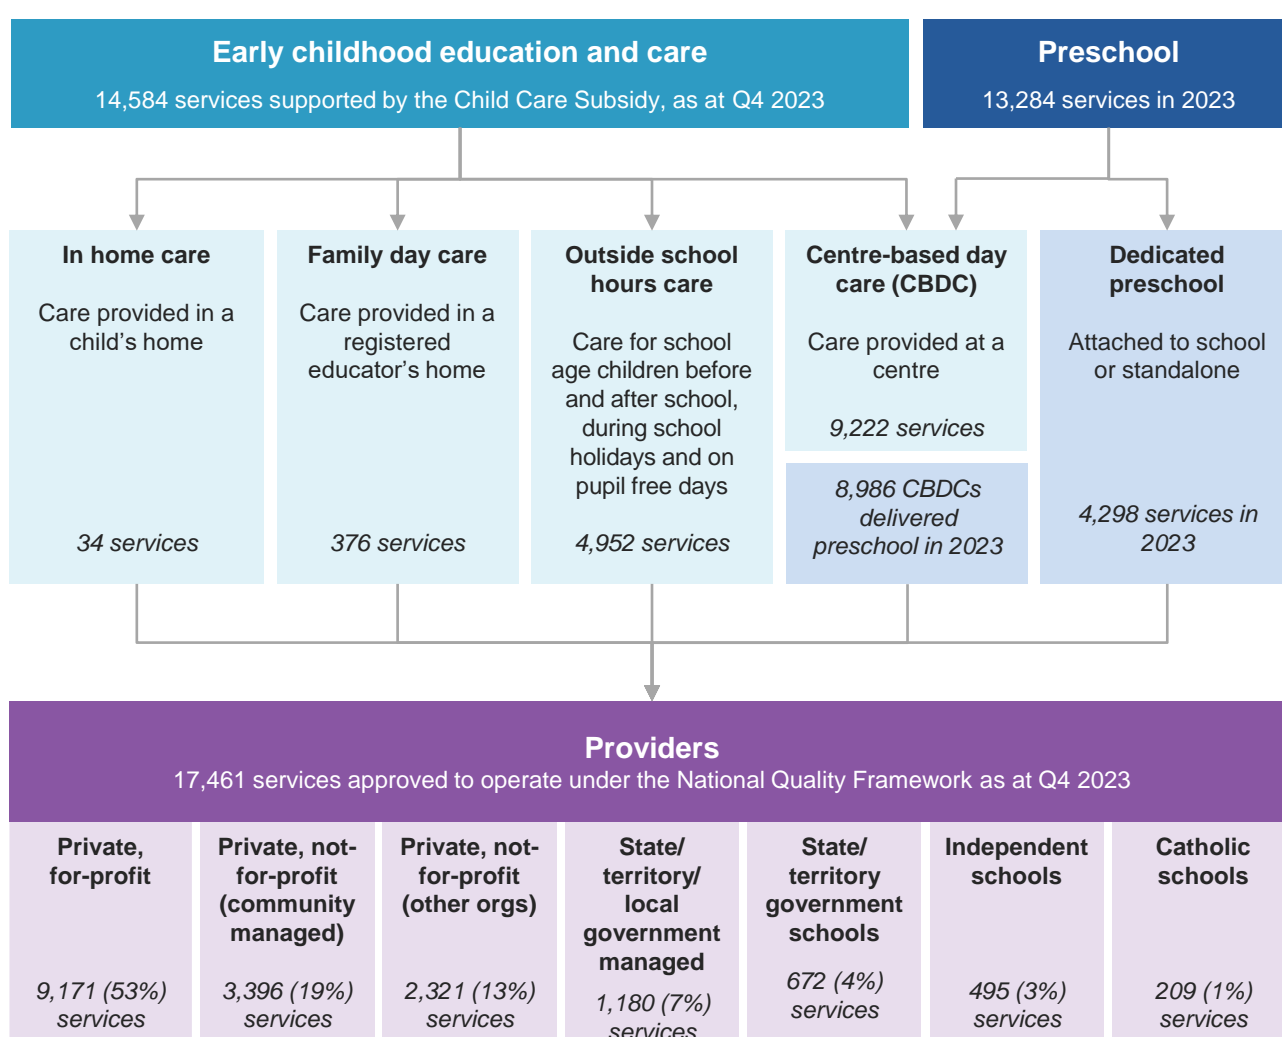 Early childhood education and care
14,584 services supported by the Child Care Subsidy, as at Q4 2023
Preschool
13,284 services in 2023
In home care
Care provided in a
child’s home
34 services
Family day care
Care provided in a
registered
educator’s home
376 services
Outside school
hours care
Care for school
age children before
and after school,
during school
holidays and on
pupil free days
4,952 services
Centre-based day
care (CBDC)
Care provided at a
centre
9,222 services
8,986 CBDCs
delivered
preschool in 2023
Dedicated
preschool
Attached to school
or standalone
4,298 services in
2023
Providers
17,461 services approved to operate under the National Quality Framework as at Q4 2023
Private,
for-profit
9,171 (53%)
services
Private, not-
for-profit
(community
managed)
3,396 (19%)
services
Private, not-
for-profit
(other orgs)
2,321 (13%)
services
State/
territory/
local
government
managed
1,180 (7%)
services
State/
territory
government
schools
672 (4%)
services
Independent
schools
495 (3%)
services
Catholic
schools
209 (1%)
services